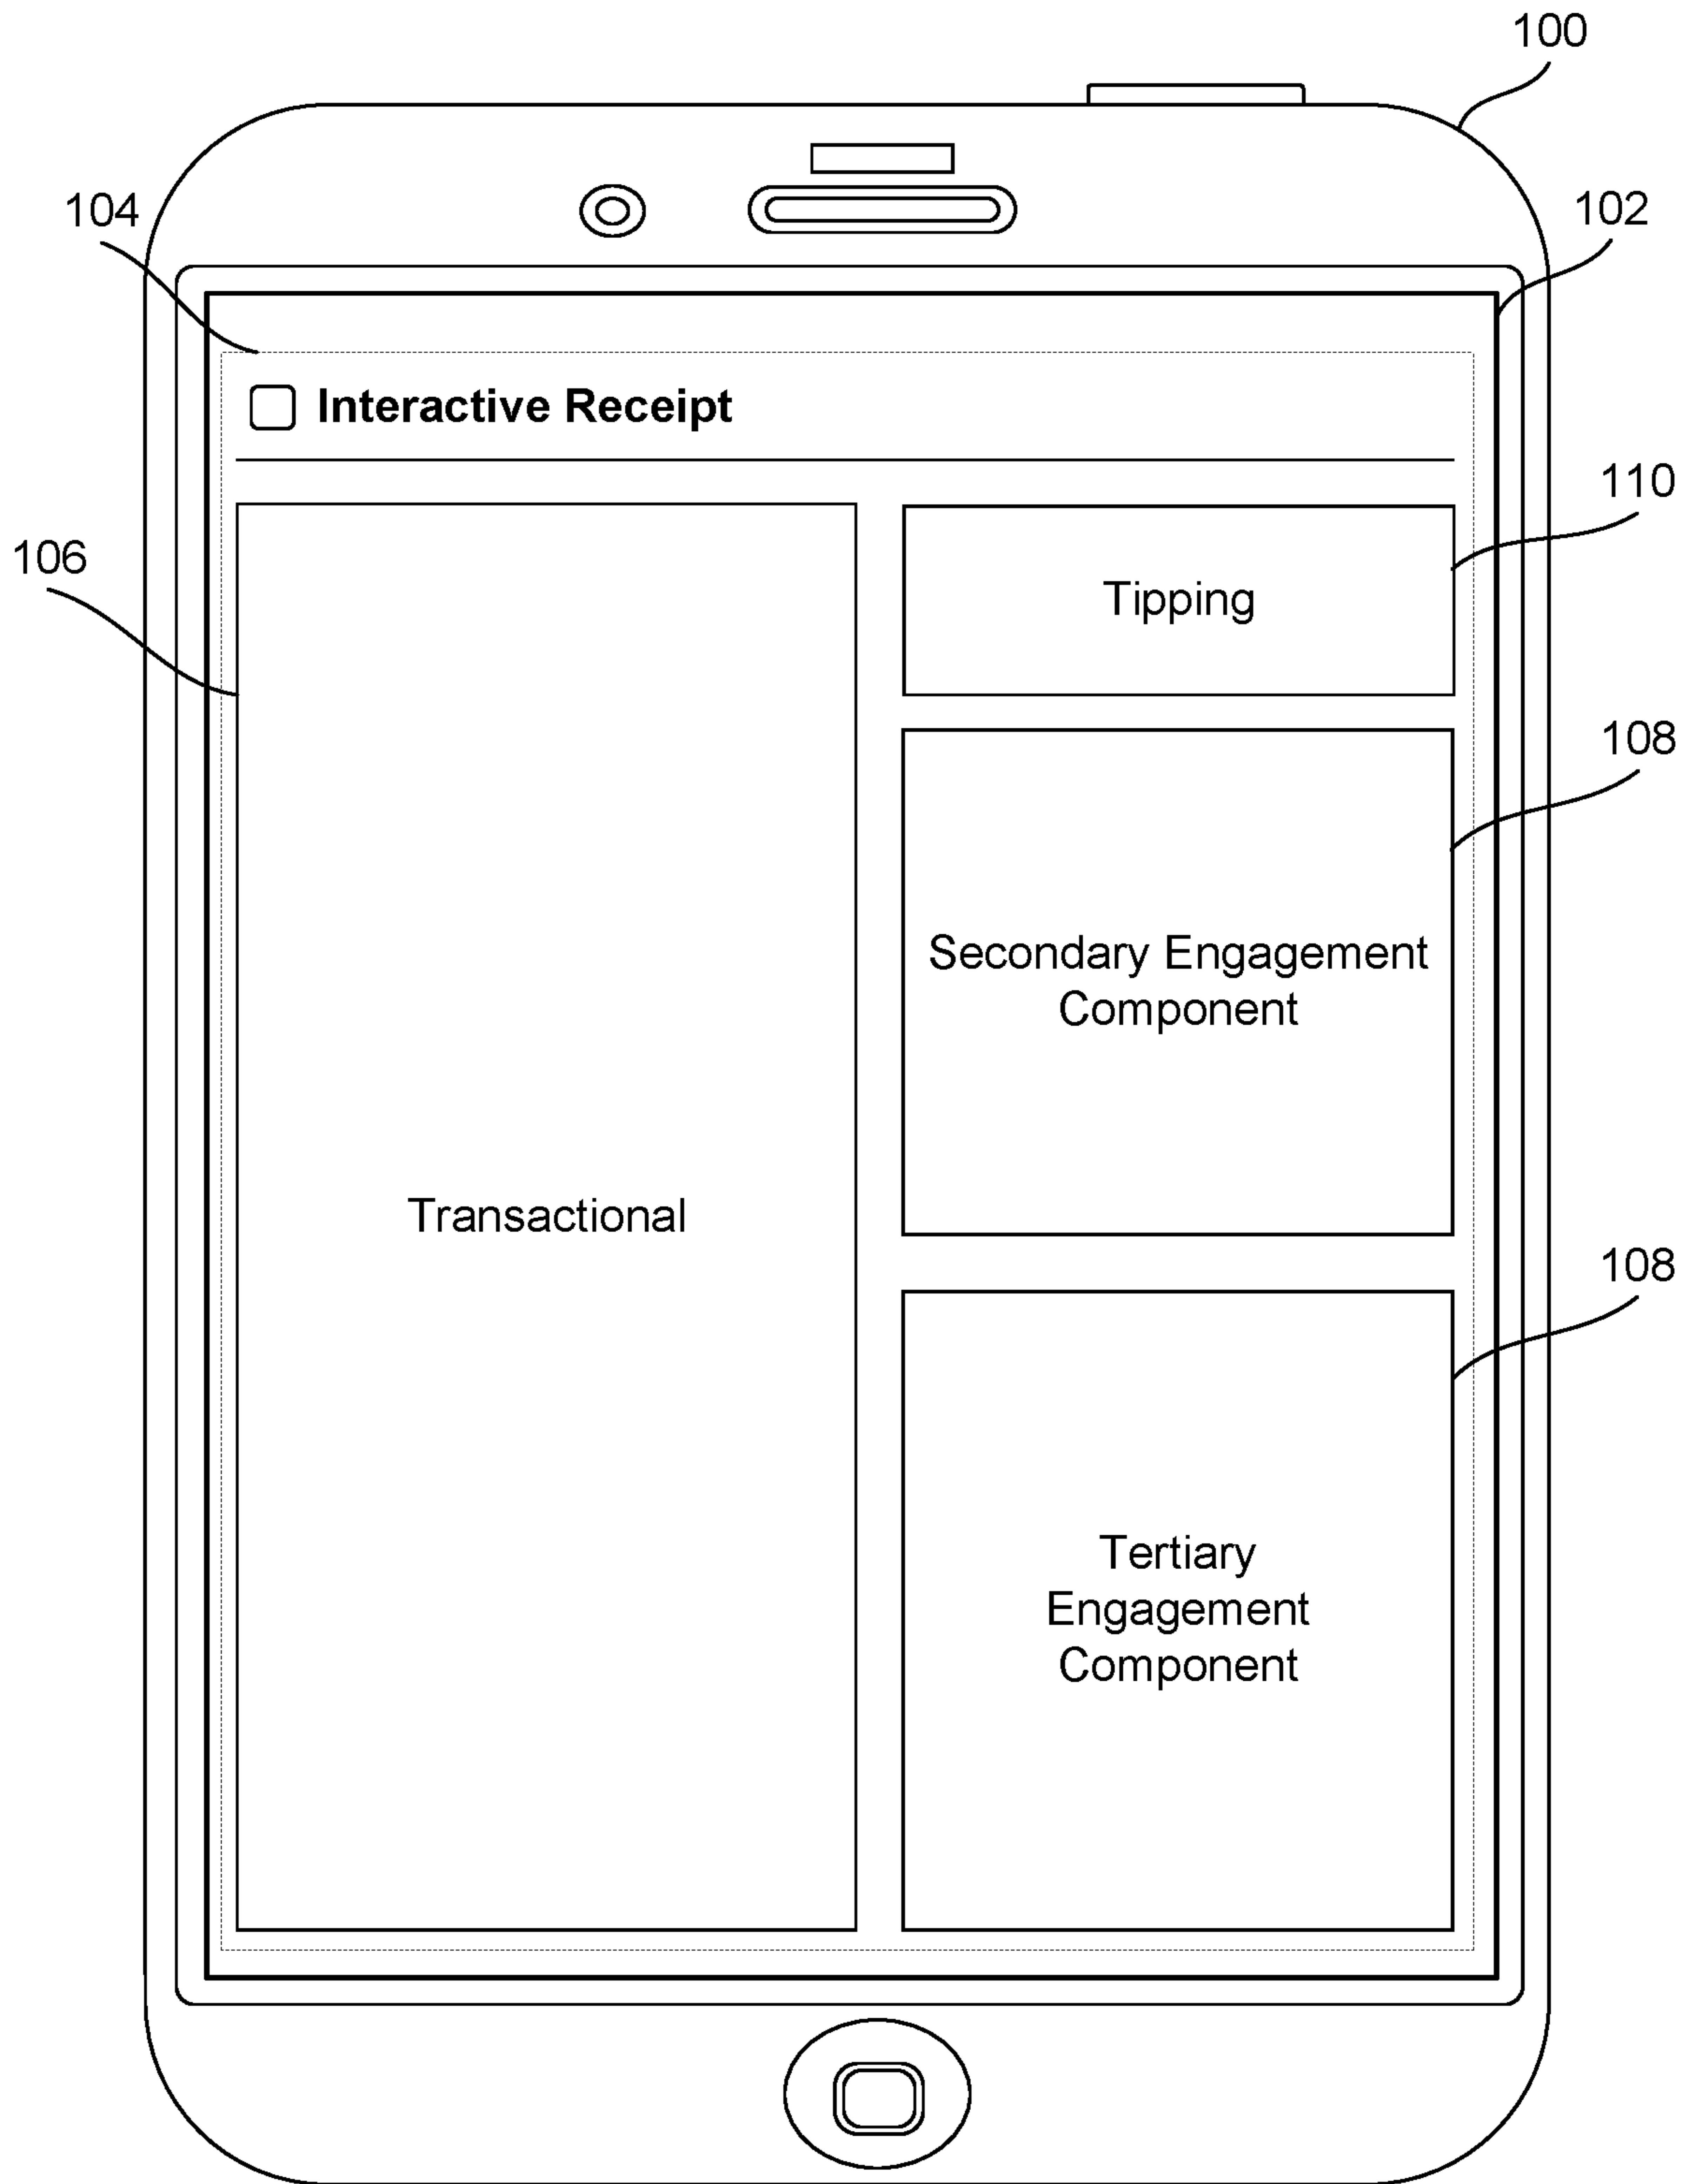 100
104
102
Interactive Receipt
110
106
Tipping
108
Secondary Engagement
Component
Transactional
108
Tertiary
Engagement
Component